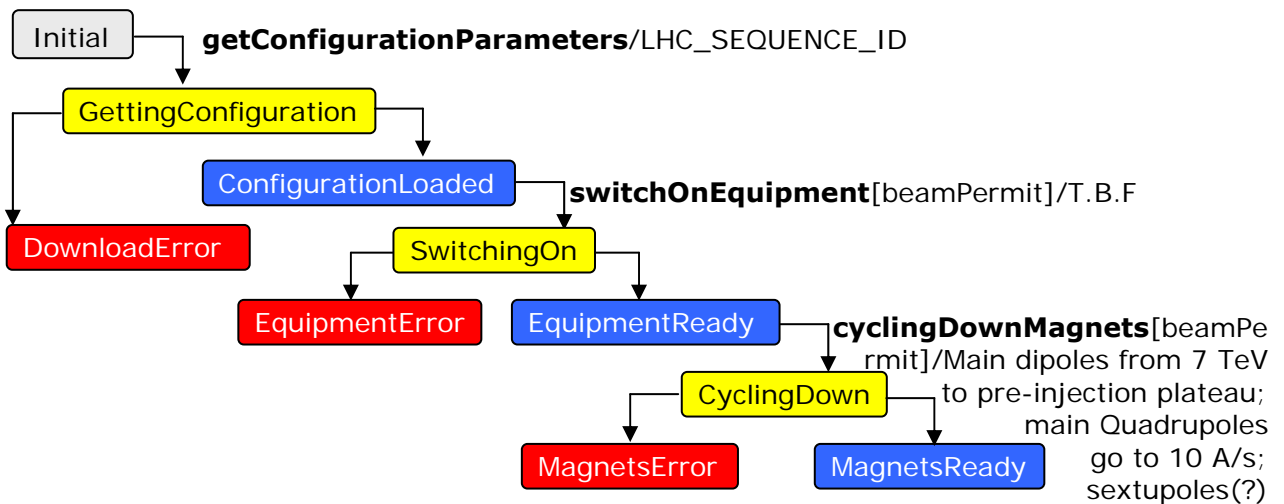 Initial
getConfigurationParameters/LHC_SEQUENCE_ID
GettingConfiguration
ConfigurationLoaded
switchOnEquipment[beamPermit]/T.B.F
DownloadError
SwitchingOn
EquipmentError
EquipmentReady
cyclingDownMagnets[beamPe
rmit]/Main dipoles from 7 TeV
CyclingDown
to pre-injection plateau;
main Quadrupoles
MagnetsError
MagnetsReady
go to 10 A/s;
sextupoles(?)